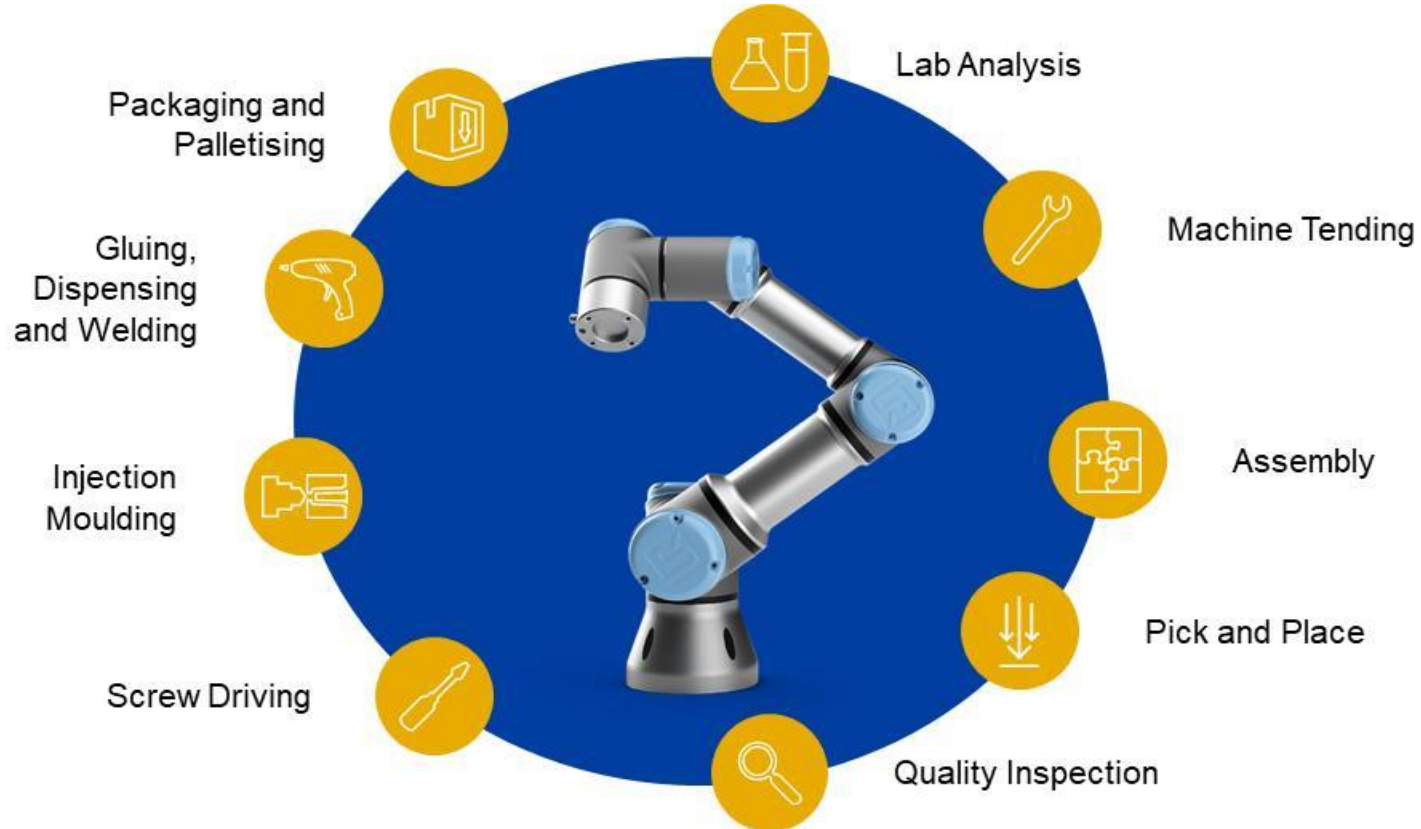 Lab Analysis
Packaging and
Palletising
Machine Tending
Gluing,
Dispensing
and Welding
Assembly
Injection
Moulding
Pick and Place
Screw Driving
Quality Inspection